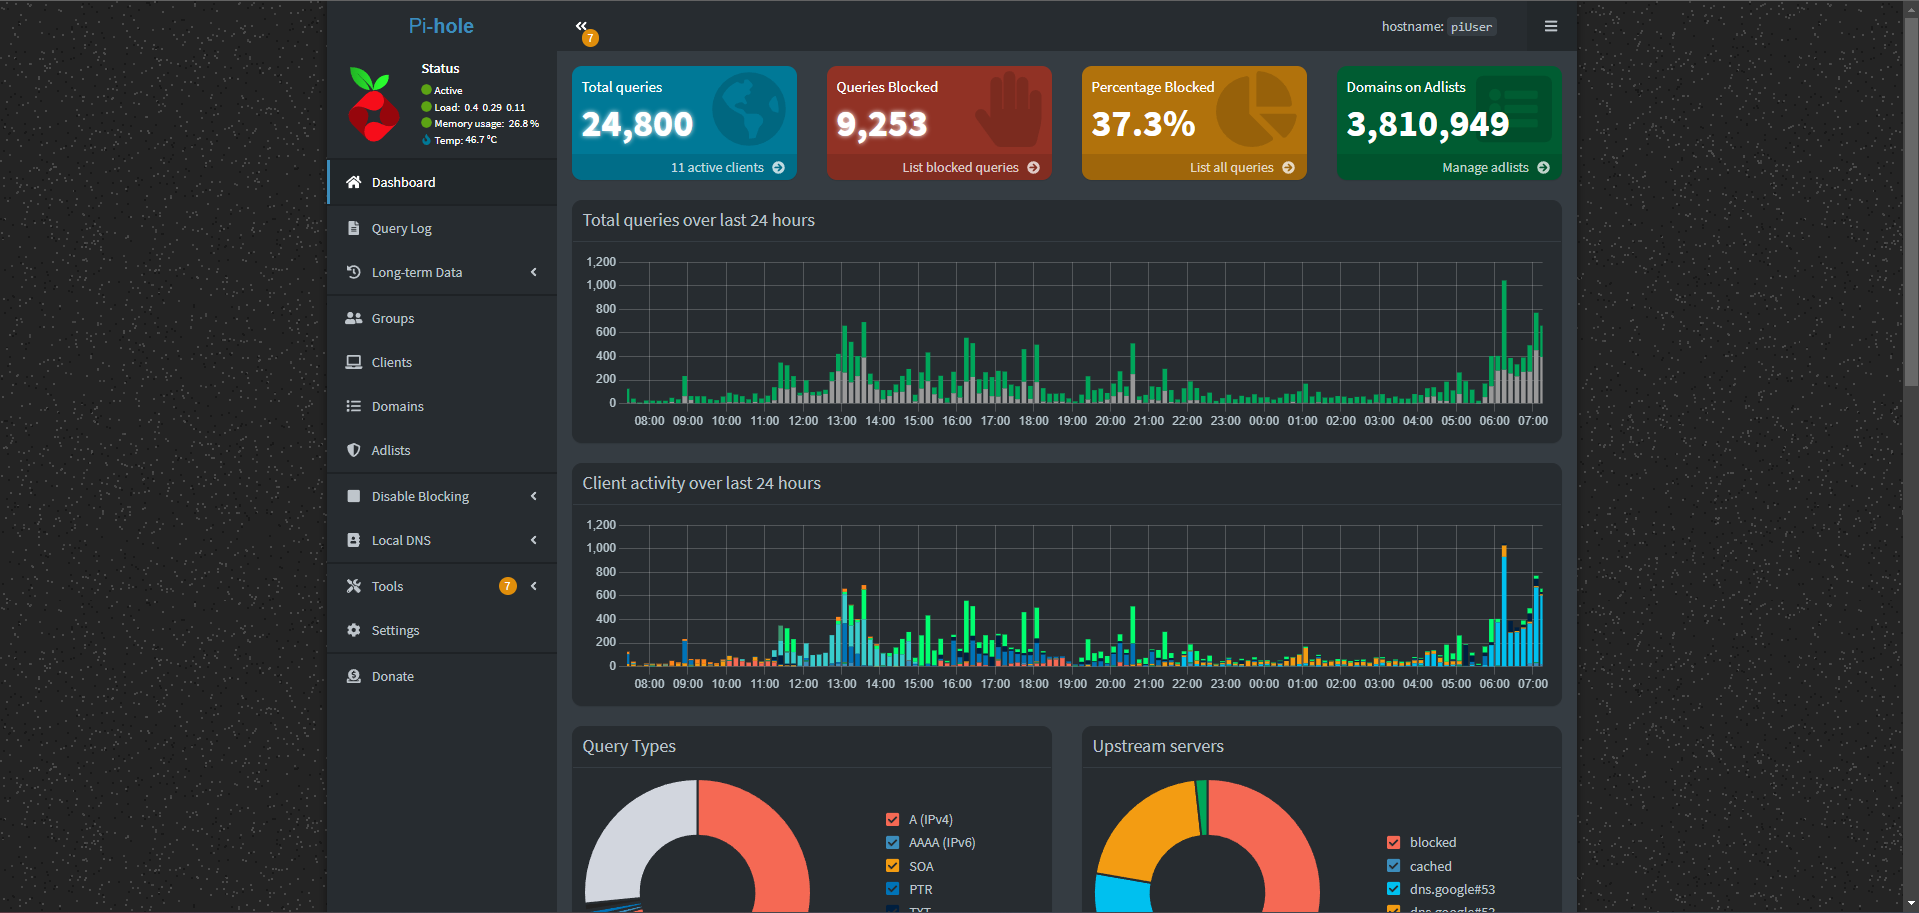 Pi-hole
7
hostname: piUser
Status
Active
Load: 0.4 0.29 0.11
Memory usage: 26.8 %
Temp: 46.7 °C
Dashboard
Query Log
Long-term Data
Groups
Clients
Domains
Adlists
Disable Blocking
Local DNS
Tools 7
Settings
Donate
Total queries
24,800
11 active clients
Queries Blocked
9,253
List blocked queries
Percentage Blocked
37.3%
List all queries
Domains on Adlists
3,810,949
Manage adlists
Total queries over last 24 hours
1,200
1,000
800
600
400
200
0
08:00 09:00 10:00 11:00 12:00 13:00 14:00 15:00 16:00 17:00 18:00 19:00 20:00 21:00 22:00 23:00 00:00 01:00 02:00 03:00 04:00 05:00 06:00 07:00
Client activity over last 24 hours
1,200
1,000
800
600
400
200
0
08:00 09:00 10:00 11:00 12:00 13:00 14:00 15:00 16:00 17:00 18:00 19:00 20:00 21:00 22:00 23:00 00:00 01:00 02:00 03:00 04:00 05:00 06:00 07:00
Query Types
A (IPv4)
AAAA (IPv6)
SOA
PTR
TXT
Upstream servers
blocked
cached
dns.google#53
dns.google#53